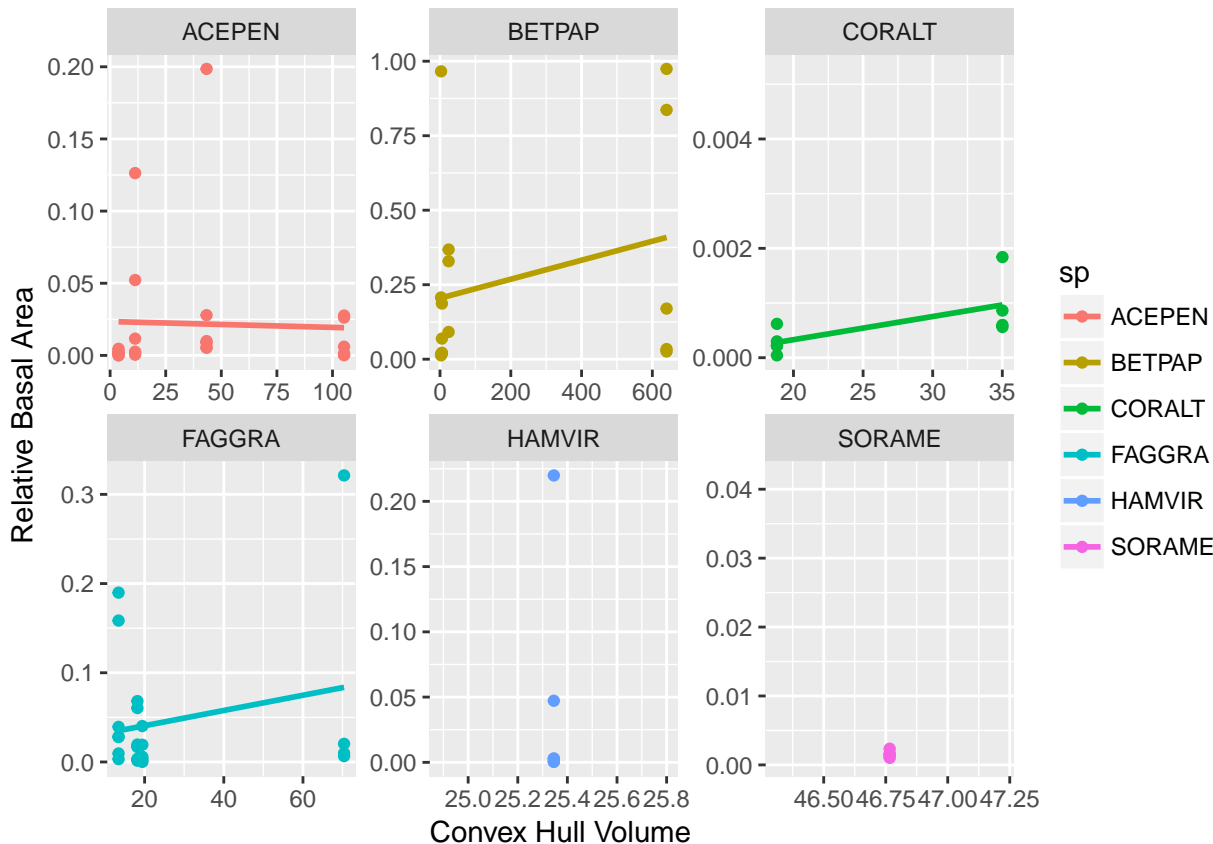 ACEPEN BETPAP CORALT
0.20
0.15
0.10
0.05
0.00
0 25 50 75 100
1.00
0.75
0.50
0.25
0.00
0 200 400 600
0.004
0.002
0.000
20 25 30 35
FAGGRA HAMVIR SORAME
0.3
0.2
0.1
0.0
20 40 60
0.20
0.15
0.10
0.05
0.00
25.0 25.2 25.4 25.6 25.8
0.04
0.03
0.02
0.01
0.00
46.50 46.75 47.00 47.25
Relative Basal Area
Convex Hull Volume
sp
ACEPEN
BETPAP
CORALT
FAGGRA
HAMVIR
SORAME